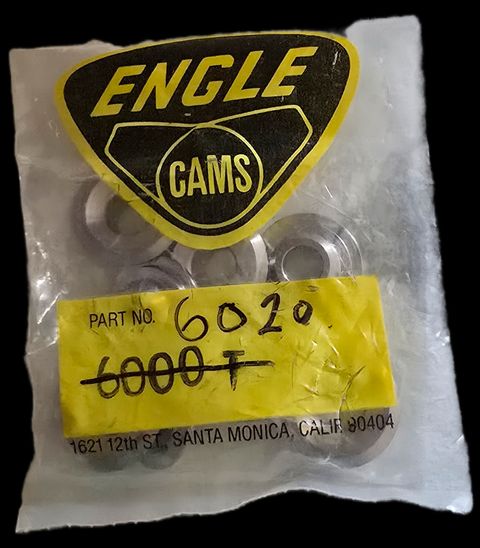 ENGLE
CAMS
PART NO. 6020
6000 T
1621 12th ST., SANTA MONICA, CALIF. 90404